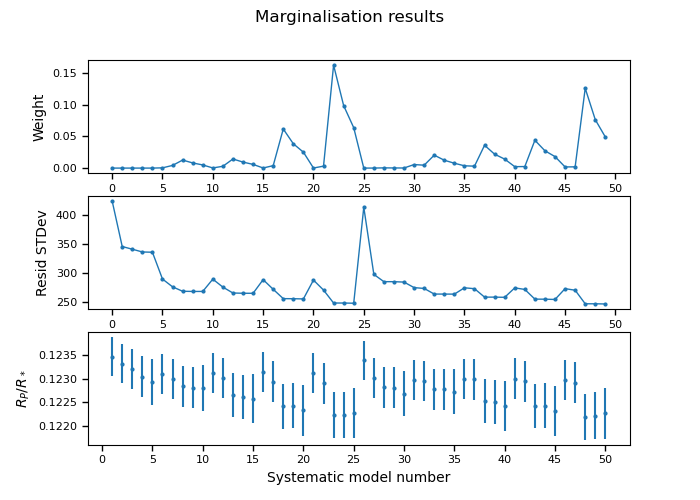 Marginalisation results
Weight
0.15
0.10
0.05
0.00
0 5 10 15 20 25 30 35 40 45 50
Resid STDev
400
350
300
250
0 5 10 15 20 25 30 35 40 45 50
R_P/R_*
0.1235
0.1230
0.1225
0.1220
0 5 10 15 20 25 30 35 40 45 50
Systematic model number